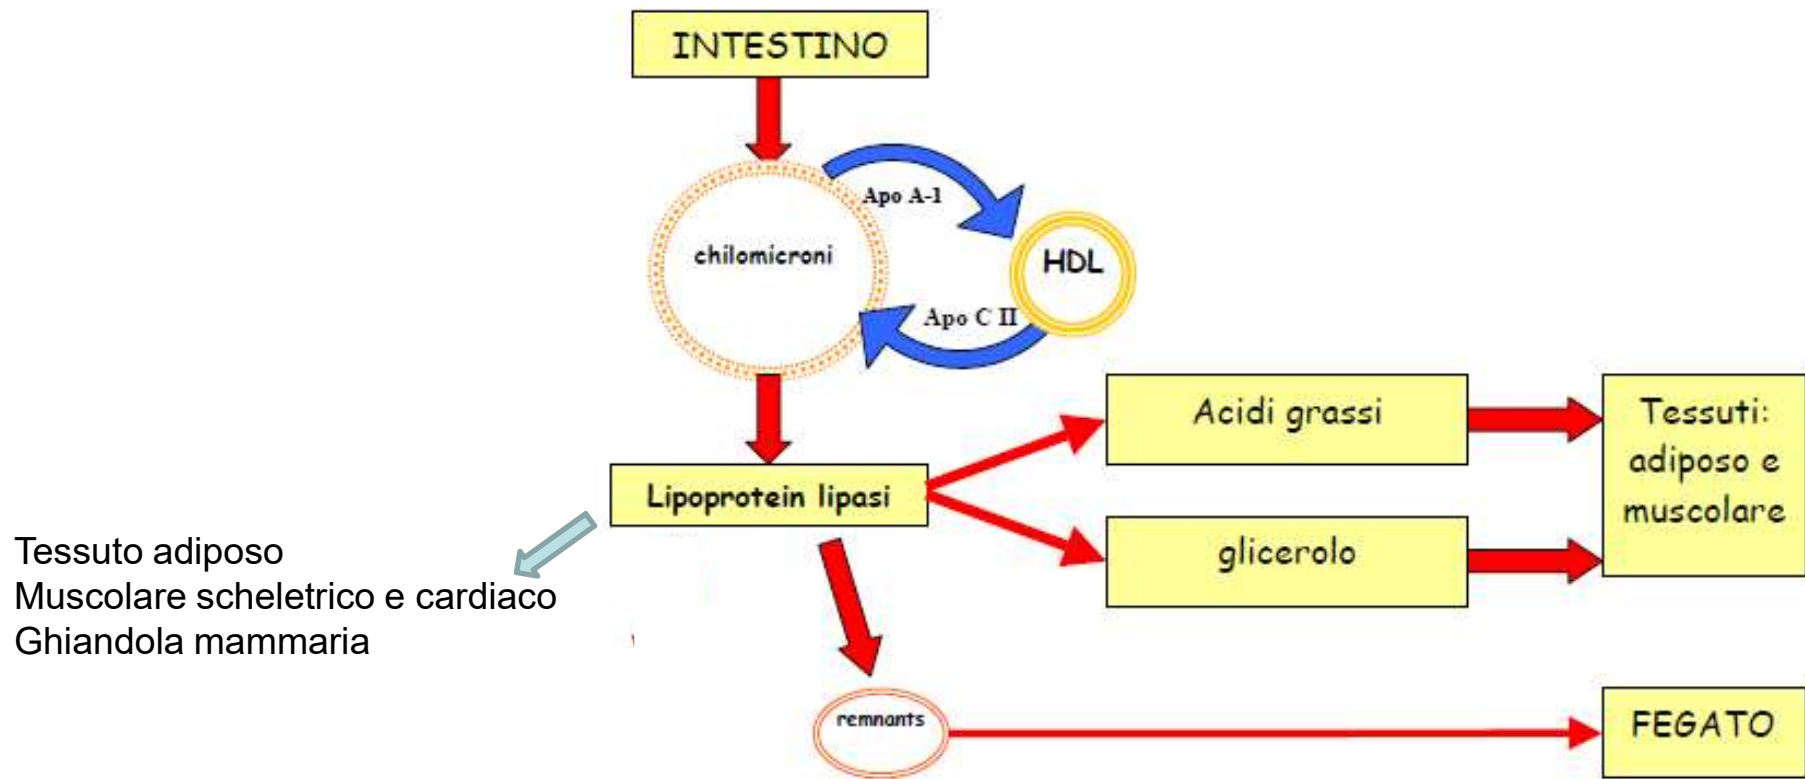 INTESTINO
Apo A-1
chilomicroni
HDL
Apo C II
Acidi grassi
Tessuti:
adiposo e
muscolare
Lipoprotein lipasi
glicerolo
Tessuto adiposo
Muscolare scheletrico e cardiaco
Ghiandola mammaria
remnants
FEGATO